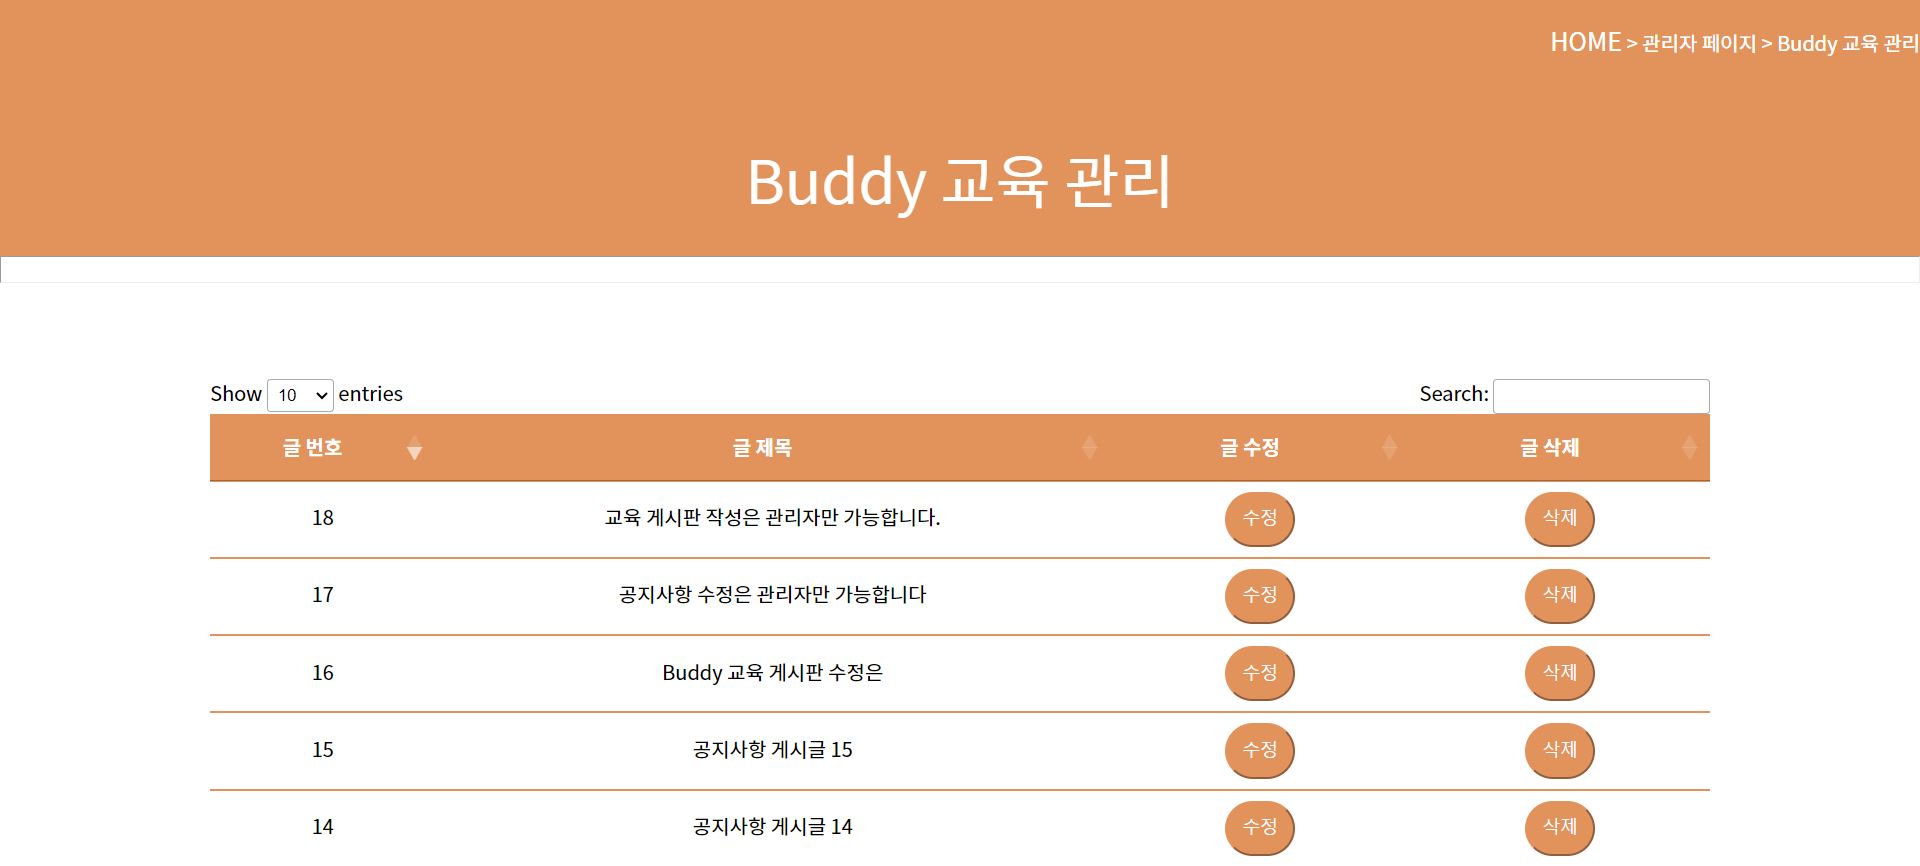 HOME > 관리자 페이지 > Buddy 교육 관리
Buddy 교육 관리
Show 10 entries Search:
글 번호 글 제목 글 수정 글 삭제
18 교육 게시판 작성은 관리자만 가능합니다. 수정 삭제
17 공지사항 수정은 관리자만 가능합니다 수정 삭제
16 Buddy 교육 게시판 수정은 수정 삭제
15 공지사항 게시글 15 수정 삭제
14 공지사항 게시글 14 수정 삭제